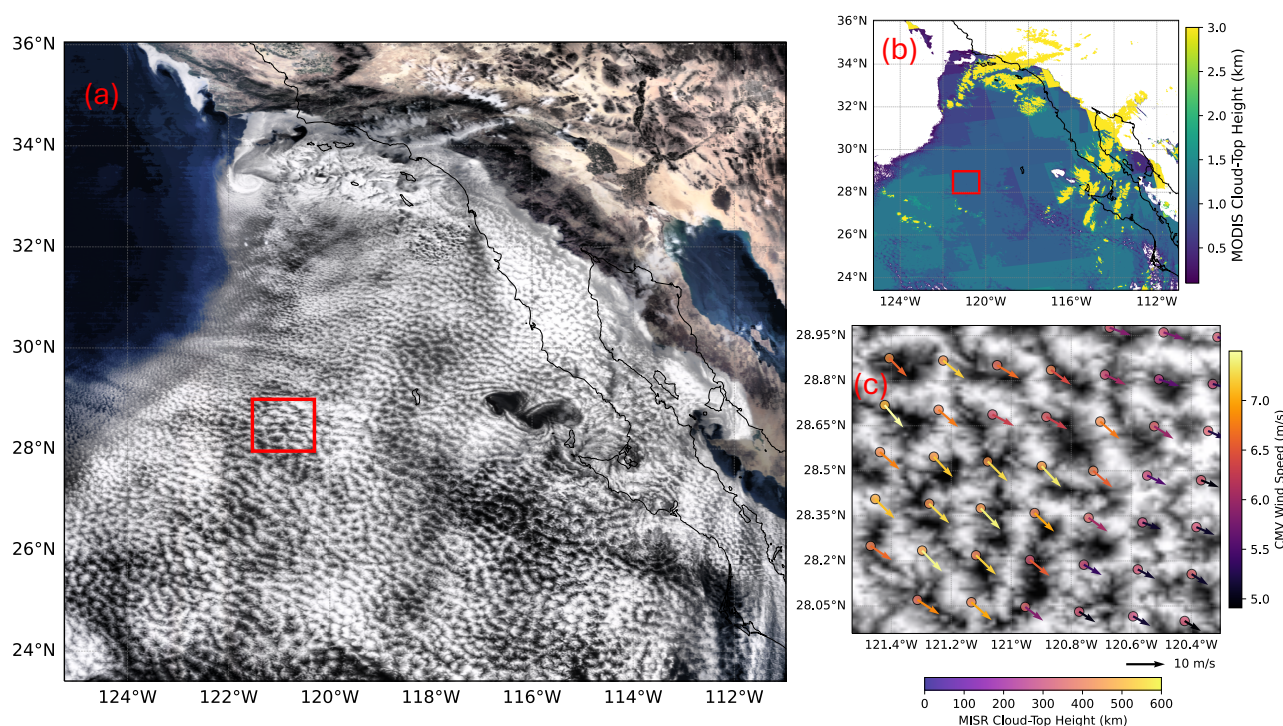 (a)
36°N
34°N
32°N
30°N
28°N
26°N
24°N
124°W 122°W 120°W 118°W 116°W 114°W 112°W
(b)
36°N
34°N
32°N
30°N
28°N
26°N
24°N
124°W 120°W 116°W 112°W
3.0
2.5
2.0
1.5
1.0
0.5
MODIS Cloud-Top Height (km)
(c)
28.95°N
28.8°N
28.65°N
28.5°N
28.35°N
28.2°N
28.05°N
121.4°W 121.2°W 121°W 120.8°W 120.6°W 120.4°W
7.0
6.5
6.0
5.5
5.0
CMV Wind Speed (m/s)
10 m/s
0 100 200 300 400 500 600
MISR Cloud-Top Height (km)